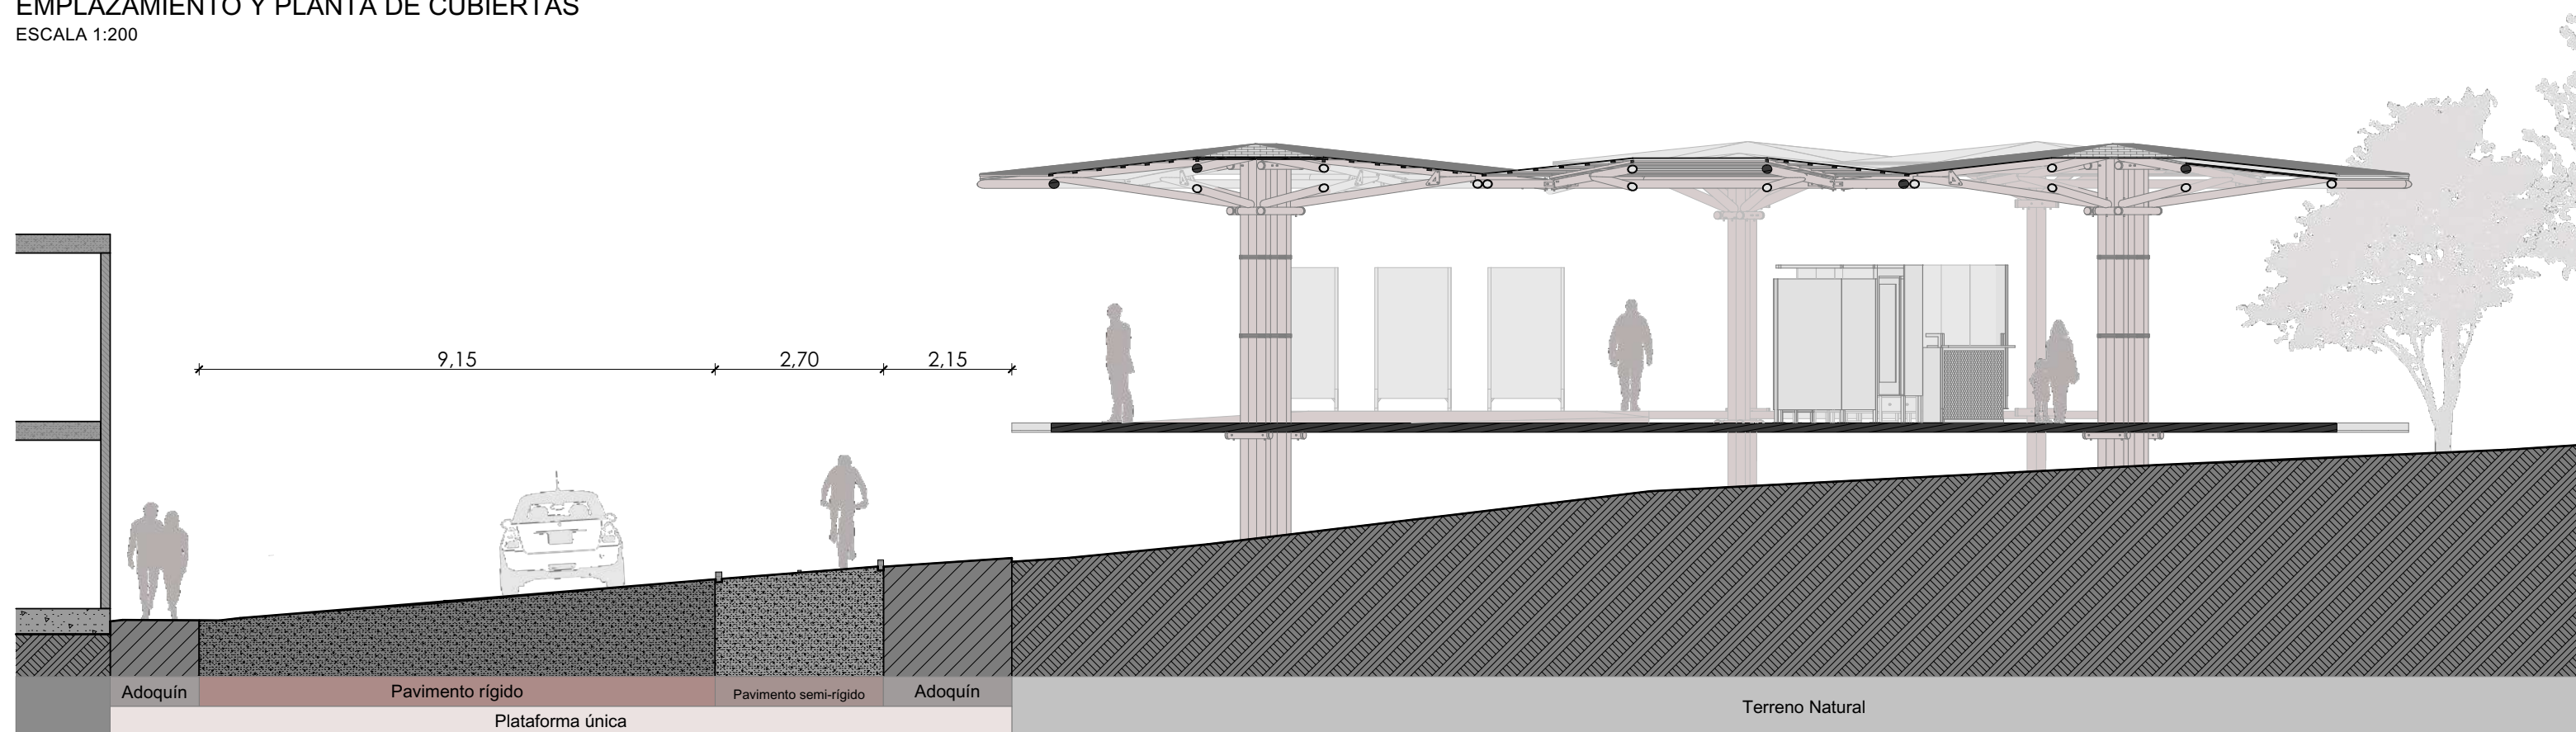 EMPLAZAMIENTO Y PLANTA DE CUBIERTAS
ESCALA 1:200
9,15
2,70
2,15
Adoquín
Pavimento rígido
Pavimento semi-rígido
Adoquín
Plataforma única
Terreno Natural